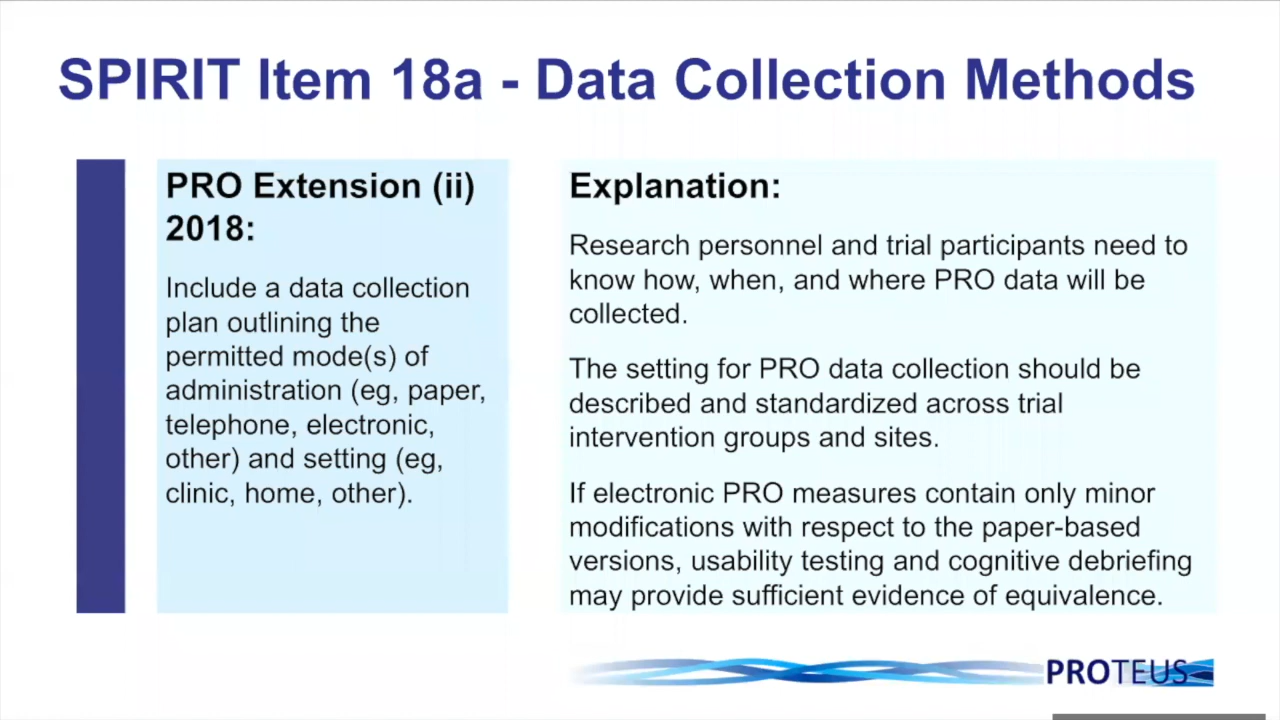 SPIRIT Item 18a - Data Collection Methods
PRO Extension (ii)
2018:
Include a data collection
plan outlining the
permitted mode(s) of
administration (eg, paper,
telephone, electronic,
other) and setting (eg,
clinic, home, other).
Explanation:
Research personnel and trial participants need to
know how, when, and where PRO data will be
collected.
The setting for PRO data collection should be
described and standardized across trial
intervention groups and sites.
If electronic PRO measures contain only minor
modifications with respect to the paper-based
versions, usability testing and cognitive debriefing
may provide sufficient evidence of equivalence.
PROTEUS